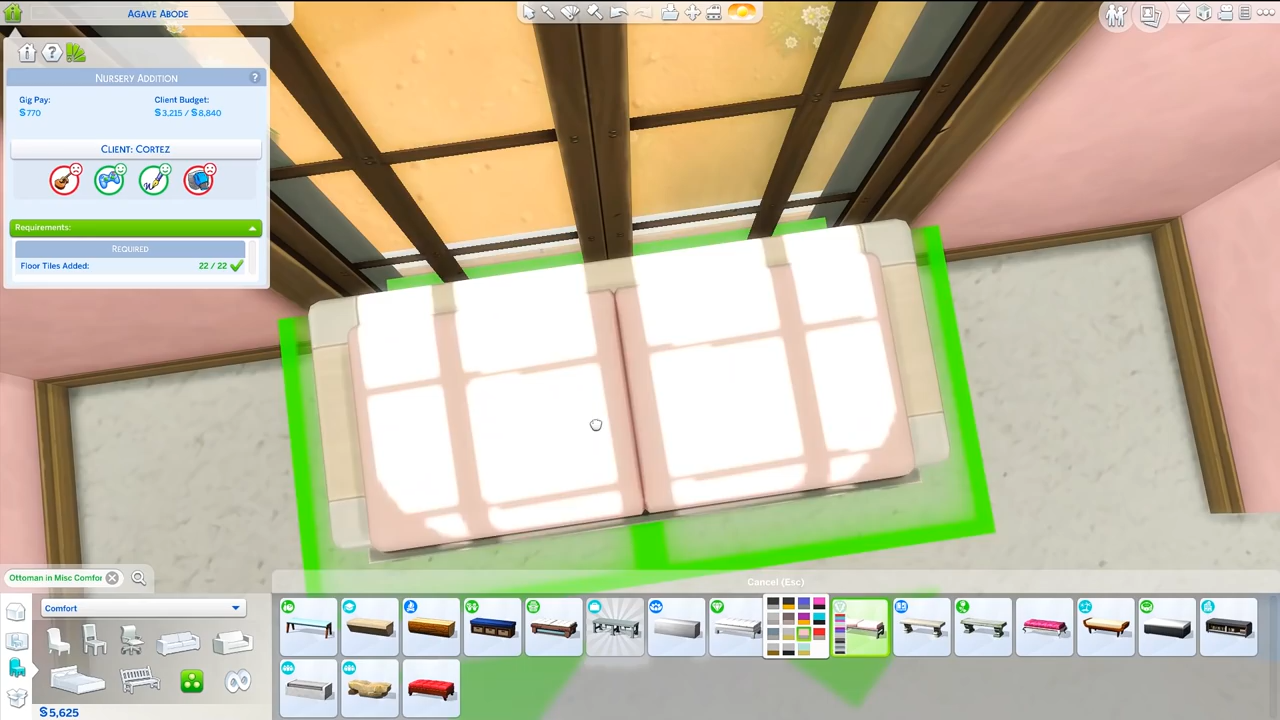 AGAVE ABODE
NURSERY ADDITION
?
Gig Pay:
§770
Client Budget:
§3,215 / §8,840
CLIENT: CORTEZ
Requirements:
REQUIRED
Floor Tiles Added: 22 / 22
Cancel (Esc)
Ottoman in Misc Comfor
Comfort
§5,625